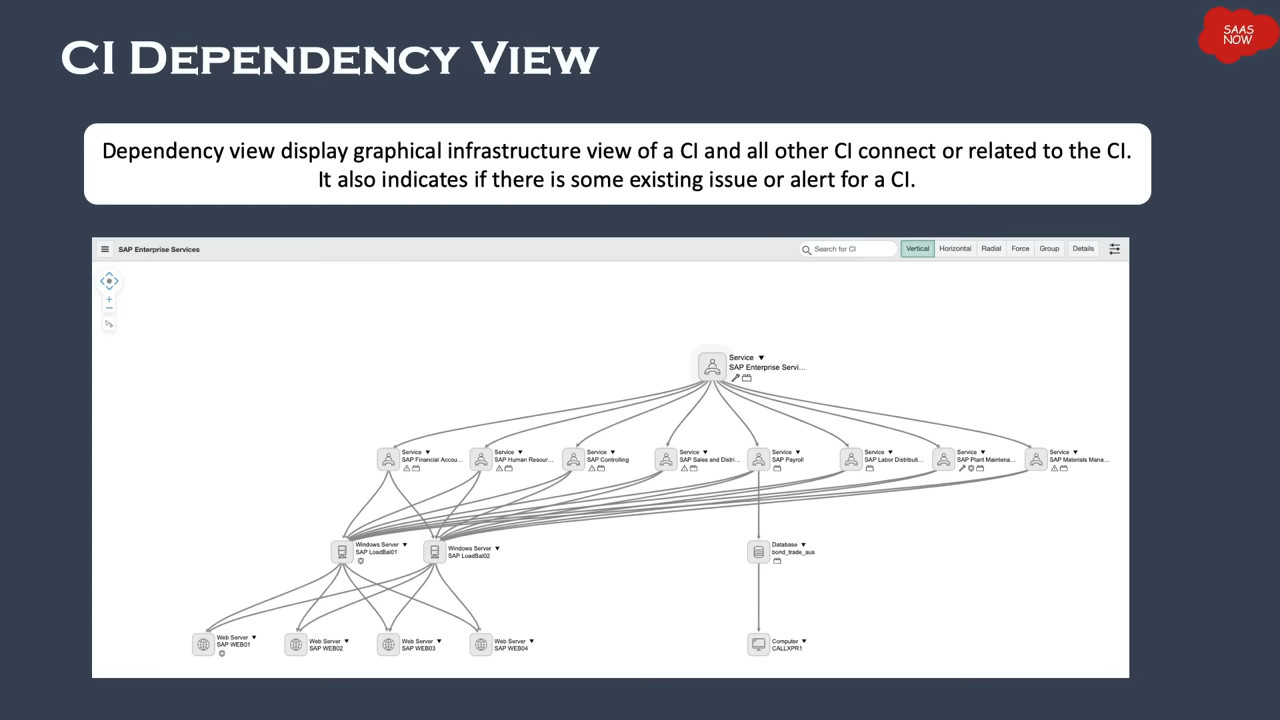 CI Dependency View
SAAS
NOW
Dependency view display graphical infrastructure view of a CI and all other CI connect or related to the CI.
It also indicates if there is some existing issue or alert for a CI.
SAP Enterprise Services
Search for CI
Vertical
Horizontal
Radial
Force
Group
Details
Service
SAP Enterprise Servi...
Service
SAP Financial Accou...
Service
SAP Human Resour...
Service
SAP Controlling
Service
SAP Sales and Distri...
Service
SAP Payroll
Service
SAP Labor Distributi...
Service
SAP Plant Maintena...
Service
SAP Materials Mana...
Windows Server
SAP LoadBal01
Windows Server
SAP LoadBal02
Database
bond_trade_aus
Web Server
SAP WEB01
Web Server
SAP WEB02
Web Server
SAP WEB03
Web Server
SAP WEB04
Computer
CALLXPR1